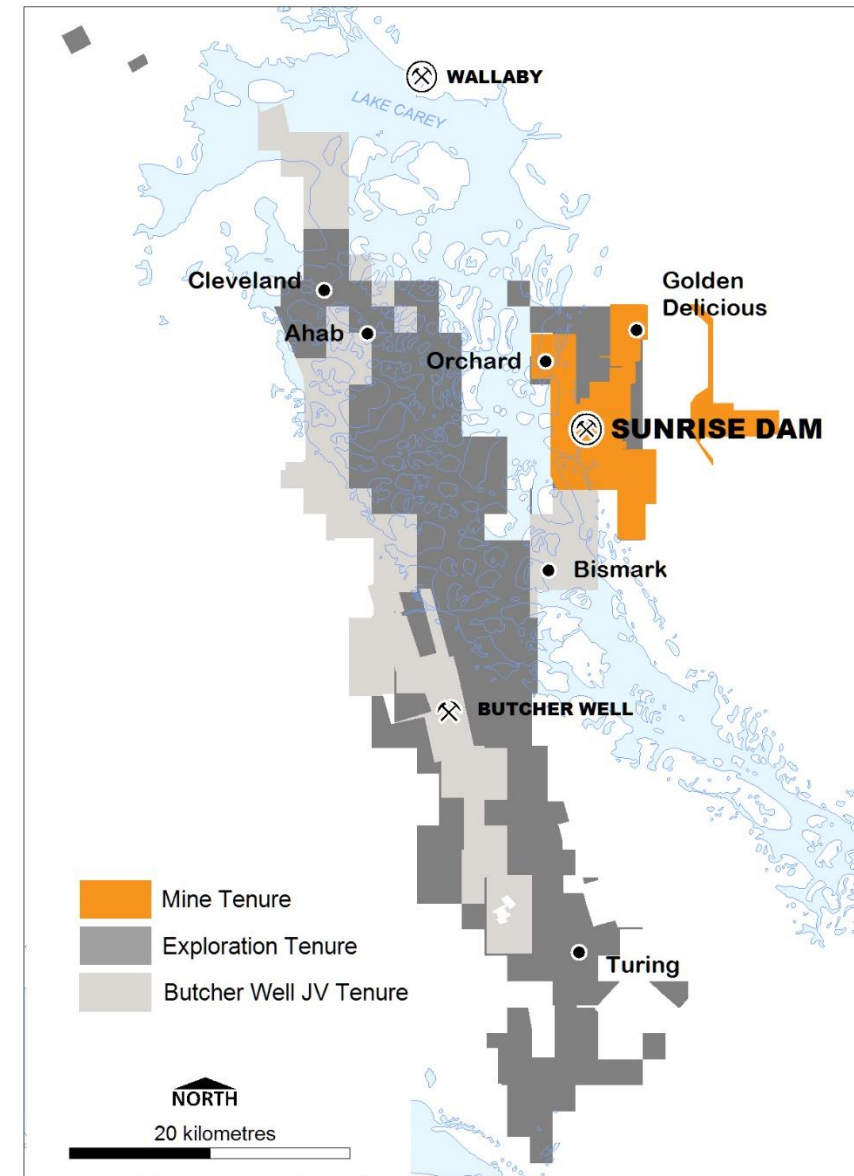 WALLABY
LAKE CAREY
Cleveland
Golden
Delicious
Ahab
Orchard
SUNRISE DAM
Bismark
BUTCHER WELL
Mine Tenure
Exploration Tenure
Butcher Well JV Tenure
Turing
NORTH
20 kilometres